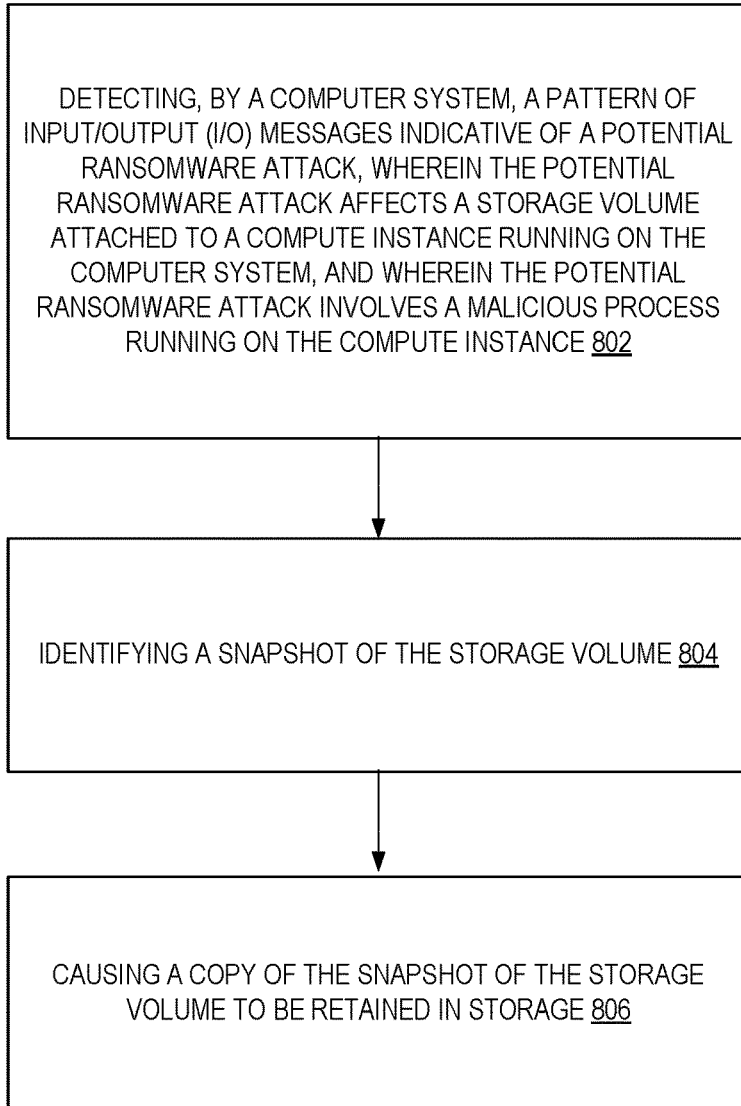 DETECTING, BY A COMPUTER SYSTEM, A PATTERN OF
INPUT/OUTPUT (I/O) MESSAGES INDICATIVE OF A POTENTIAL
RANSOMWARE ATTACK, WHEREIN THE POTENTIAL
RANSOMWARE ATTACK AFFECTS A STORAGE VOLUME
ATTACHED TO A COMPUTE INSTANCE RUNNING ON THE
COMPUTER SYSTEM, AND WHEREIN THE POTENTIAL
RANSOMWARE ATTACK INVOLVES A MALICIOUS PROCESS
RUNNING ON THE COMPUTE INSTANCE 802
IDENTIFYING A SNAPSHOT OF THE STORAGE VOLUME 804
CAUSING A COPY OF THE SNAPSHOT OF THE STORAGE
VOLUME TO BE RETAINED IN STORAGE 806